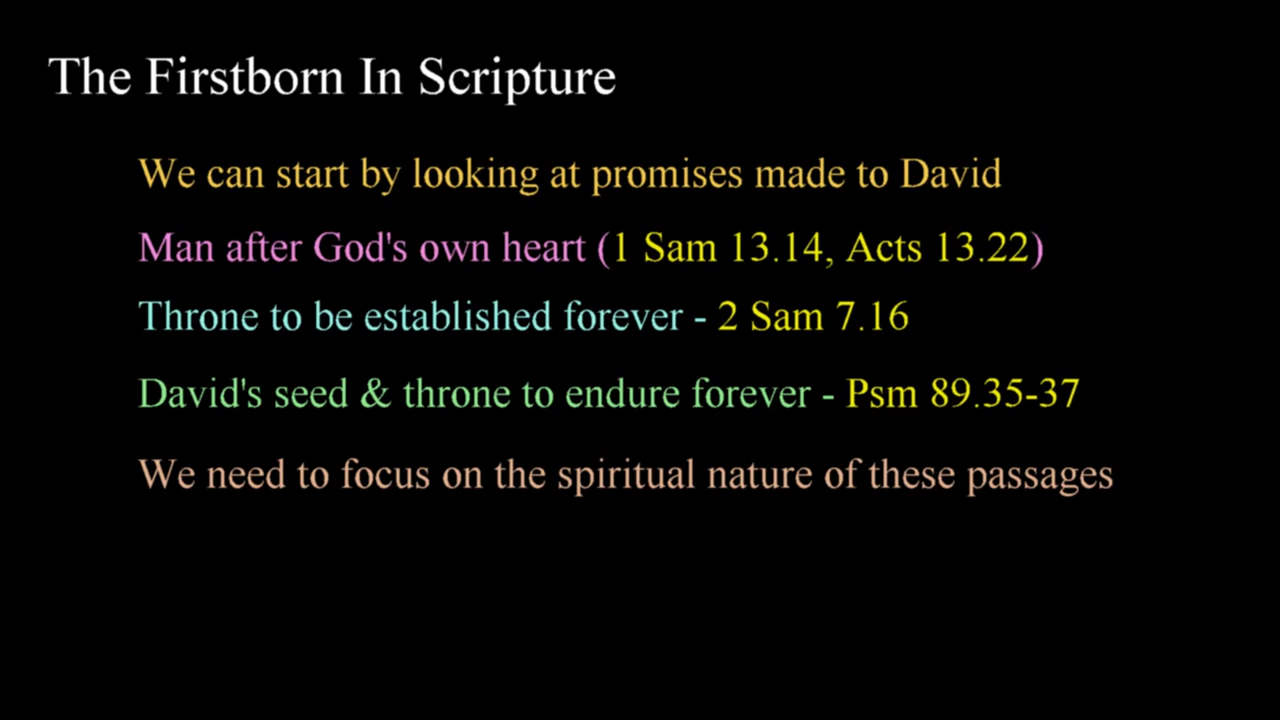 The Firstborn In Scripture
We can start by looking at promises made to David
Man after God's own heart (1 Sam 13.14, Acts 13.22)
Throne to be established forever - 2 Sam 7.16
David's seed & throne to endure forever - Psm 89.35-37
We need to focus on the spiritual nature of these passages